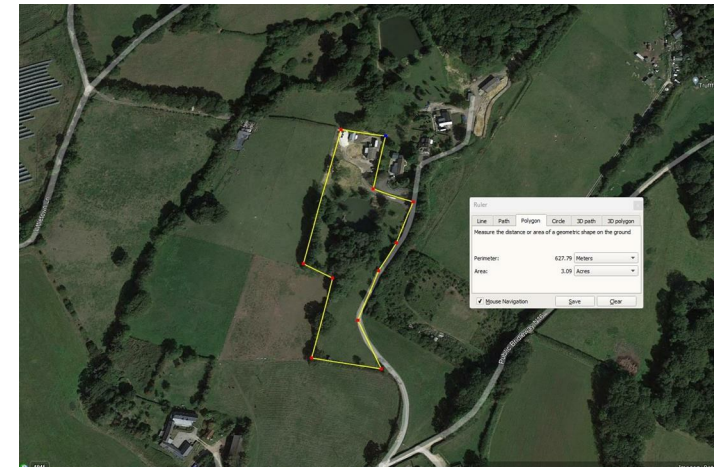 Ruler
Line Path Polygon Circle 3D path 3D polygon
Measure the distance or area of a geometric shape on the ground
Perimeter: 627.79 Meters
Area: 3.09 Acres
Mouse Navigation Save Clear